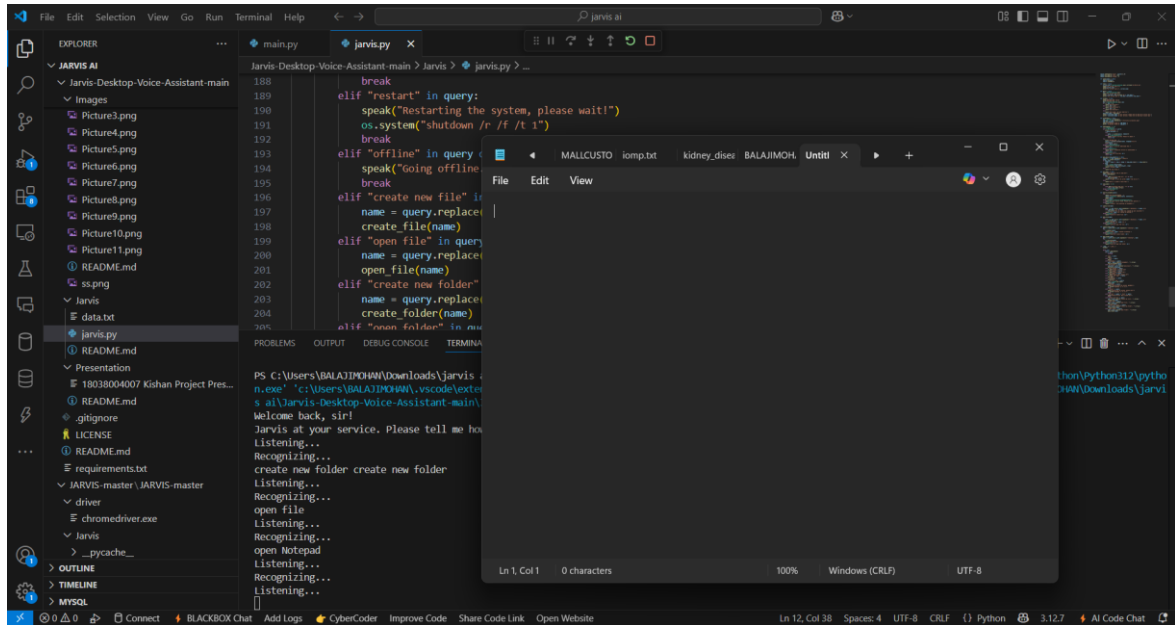 File Edit Selection View Go Run Terminal Help
jarvis ai
EXPLORER
JARVIS AI
Jarvis-Desktop-Voice-Assistant-main
Images
Picture3.png
Picture4.png
Picture5.png
Picture6.png
Picture7.png
Picture8.png
Picture9.png
Picture10.png
Picture11.png
README.md
ss.png
Jarvis
data.txt
jarvis.py
README.md
Presentation
18038004007 Kishan Project Pres...
README.md
.gitignore
LICENSE
README.md
requirements.txt
JARVIS-master \ JARVIS-master
driver
chromedriver.exe
Jarvis
__pycache__
OUTLINE
TIMELINE
MYSQL
main.py
jarvis.py
Jarvis-Desktop-Voice-Assistant-main > Jarvis > jarvis.py > ...
188 break
189 elif "restart" in query:
190 speak("Restarting the system, please wait!")
191 os.system("shutdown /r /f /t 1")
192 break
193 elif "offline" in query
194 speak("Going offline
195 break
196 elif "create new file" in
197 name = query.replace(
198 create_file(name)
199 elif "open file" in query
200 name = query.replace(
201 open_file(name)
202 elif "create new folder"
203 name = query.replace(
204 create_folder(name)
205 elif "open folder" in
PROBLEMS OUTPUT DEBUG CONSOLE TERMINA
PS C:\Users\BALAJIMOHAN\Downloads\jarvis
thon\Python312\pytho
n.exe' 'c:\Users\BALAJIMOHAN\.vscode\exte
HAN\Downloads\jarvi
s ai\Jarvis-Desktop-Voice-Assistant-main\
Welcome back, sir!
Jarvis at your service. Please tell me how
Listening...
Recognizing...
create new folder create new folder
Listening...
Recognizing...
open file
Listening...
Recognizing...
open Notepad
Listening...
Recognizing...
Listening...
MALLCUSTO iomp.txt kidney_disea BALAJIMOH. Untitl
File Edit View
Ln 1, Col 1 0 characters 100% Windows (CRLF) UTF-8
0 0 0 Connect BLACKBOX Chat Add Logs CyberCoder Improve Code Share Code Link Open Website Ln 12, Col 38 Spaces: 4 UTF-8 CRLF {} Python 3.12.7 AI Code Chat